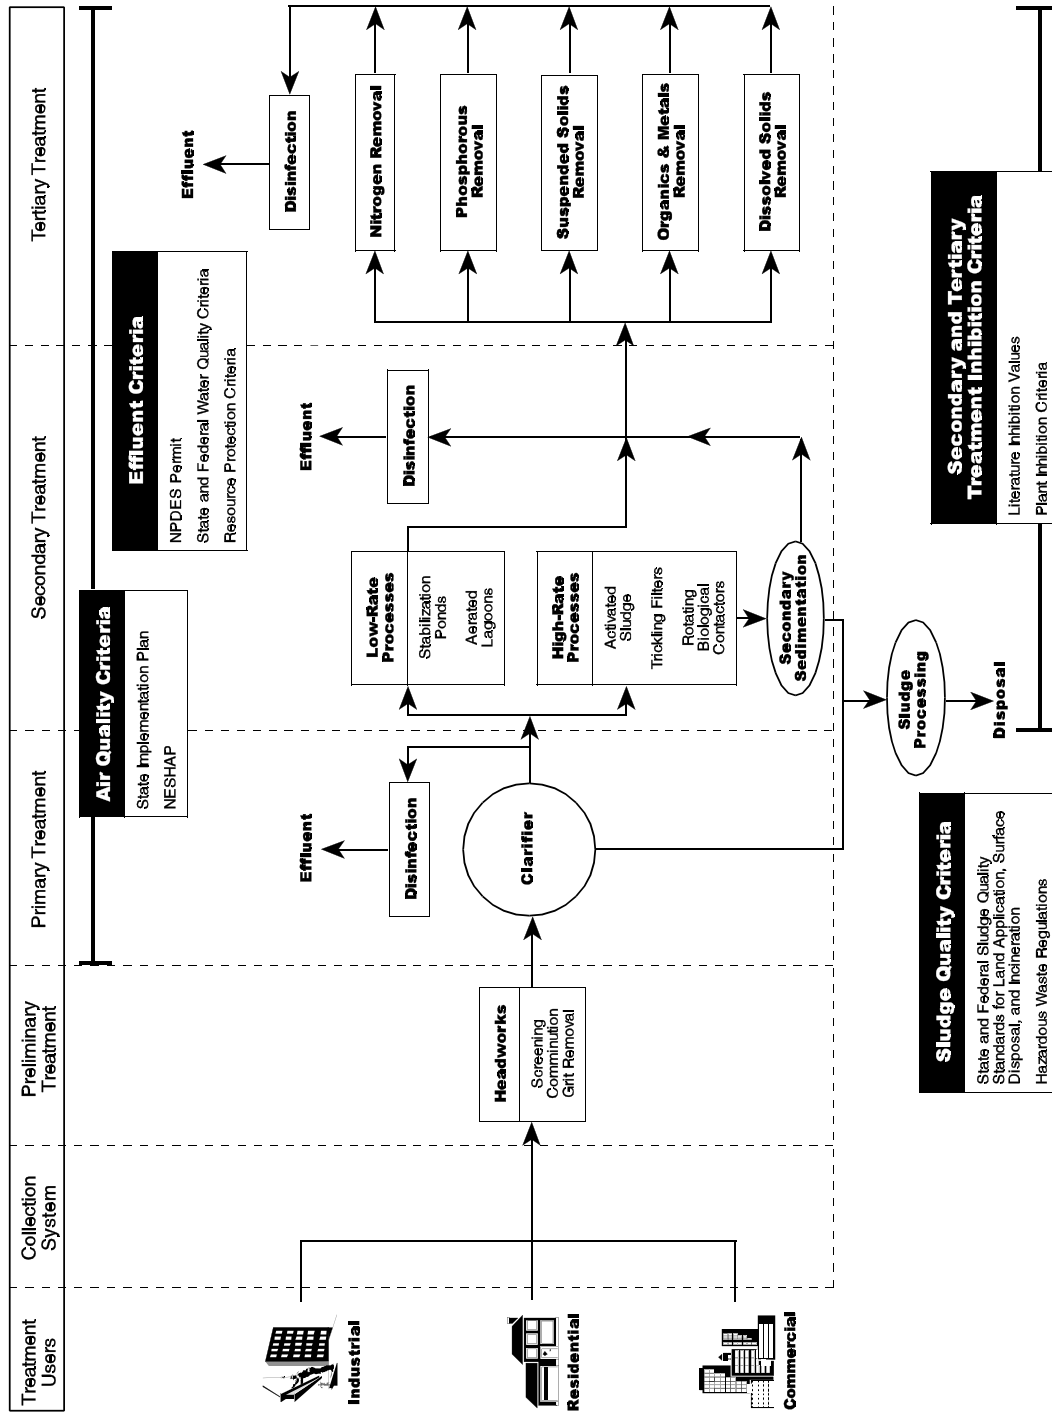 Treatment
Users
Collection
System
Preliminary
Treatment
Primary Treatment
Secondary Treatment
Tertiary Treatment
Air Quality Criteria
State Implementation Plan
NESHAP
Effluent Criteria
NPDES Permit
State and Federal Water Quality Criteria
Resource Protection Criteria
Industrial
Residential
Commercial
Headworks
Screening
Comminution
Grit Removal
Effluent
Disinfection
Clarifier
Low-Rate
Processes
Stabilization
Ponds
Aerated
Lagoons
High-Rate
Processes
Activated
Sludge
Trickling Filters
Rotating
Biological
Contactors
Secondary
Sedimentation
Effluent
Disinfection
Effluent
Disinfection
Nitrogen Removal
Phosphorous
Removal
Suspended Solids
Removal
Organics & Metals
Removal
Dissolved Solids
Removal
Sludge
Processing
Disposal
Sludge Quality Criteria
State and Federal Sludge Quality
Standards for Land Application, Surface
Disposal, and Incineration
Hazardous Waste Regulations
Secondary and Tertiary
Treatment Inhibition Criteria
Literature Inhibition Values
Plant Inhibition Criteria